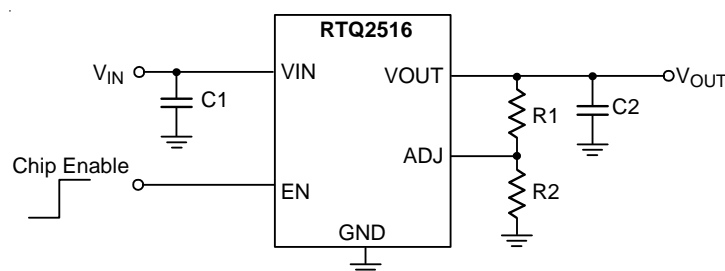 RTQ2516
VIN
VIN
VOUT
VOUT
C1
R1
C2
ADJ
Chip Enable
EN
R2
GND